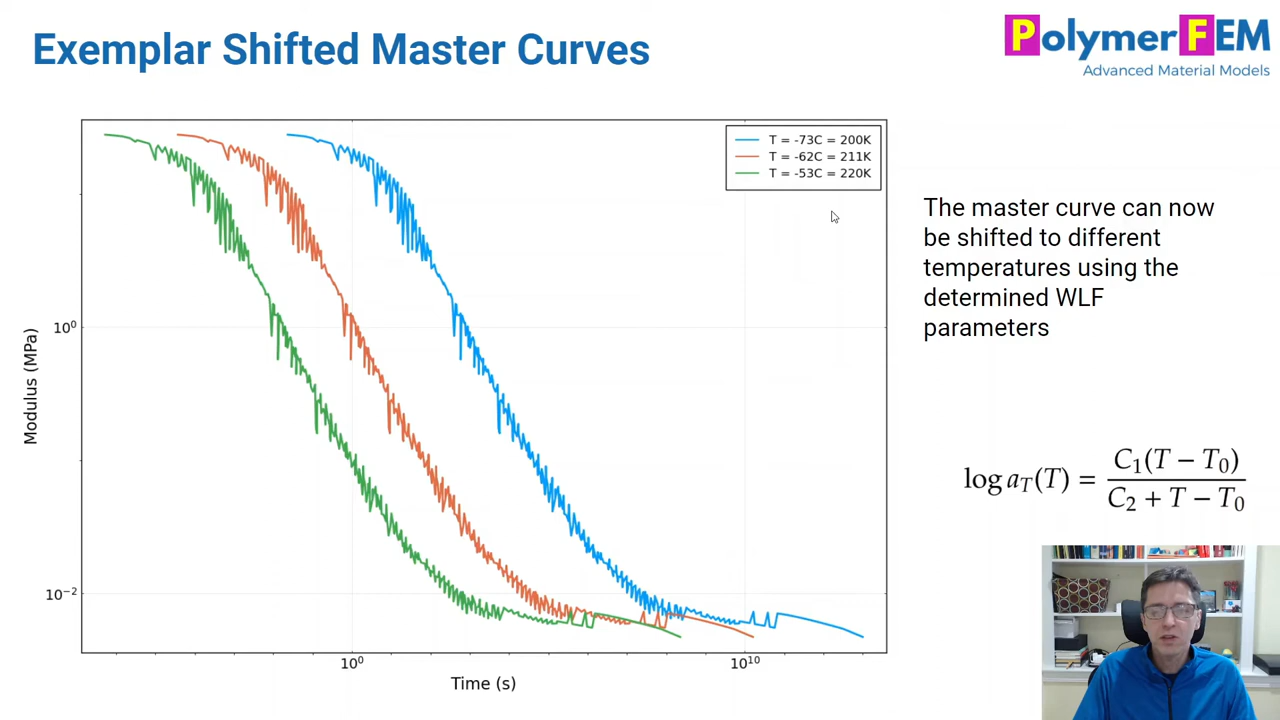 Exemplar Shifted Master Curves
PolymerFEM
Advanced Material Models
T = -73C = 200K
T = -62C = 211K
T = -53C = 220K
10⁰
10⁻²
Modulus (MPa)
10⁰
10¹⁰
Time (s)
The master curve can now
be shifted to different
temperatures using the
determined WLF
parameters
log a_T(T) = C₁(T − T₀) / C₂ + T − T₀